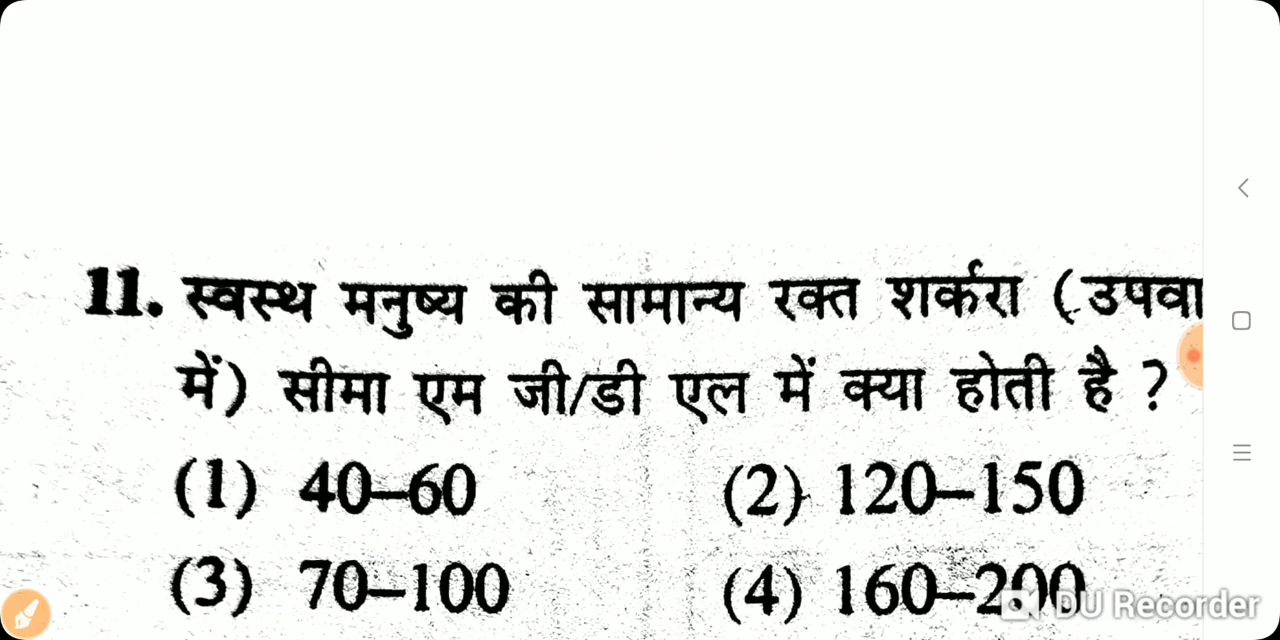 11. स्वस्थ मनुष्य की सामान्य रक्त शर्करा (उपवा
में) सीमा एम जी/डी एल में क्या होती है ?
(1) 40–60 (2) 120–150
(3) 70–100 (4) 160–200
DU Recorder